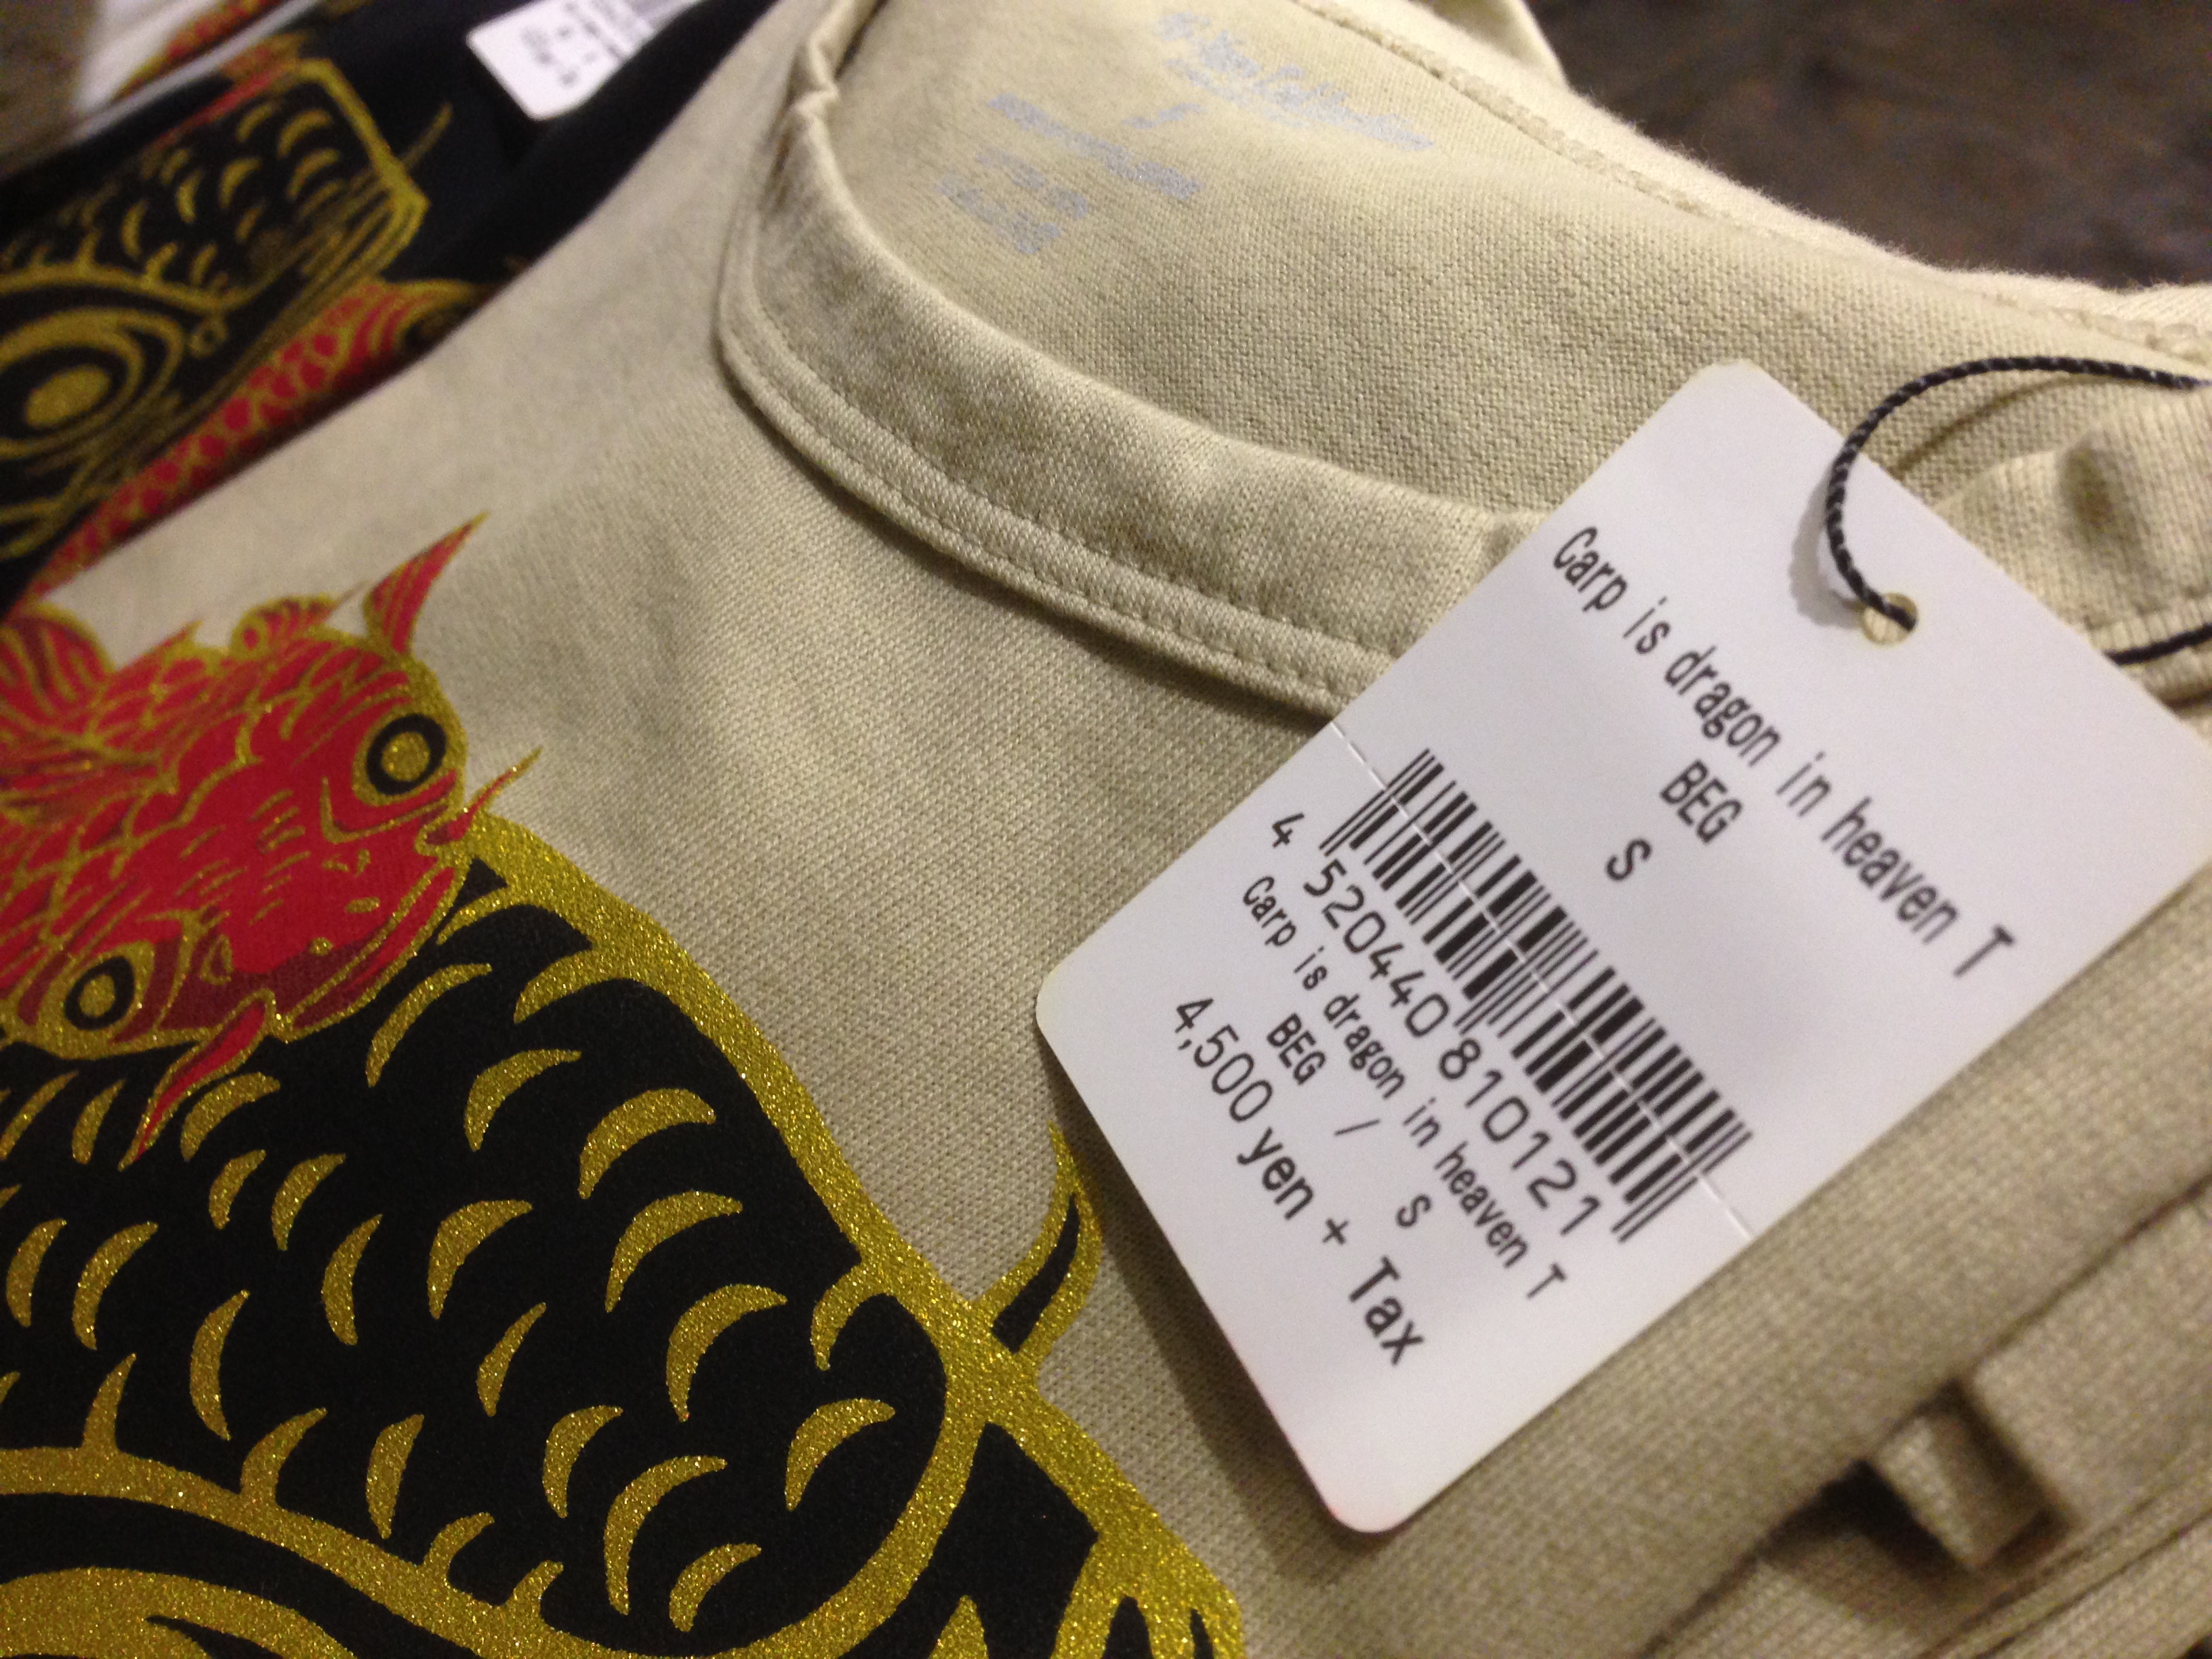 Carp is dragon in heaven T
BEG
S
4 520440 810121
Carp is dragon in heaven T
BEG / S
4,500 yen + Tax